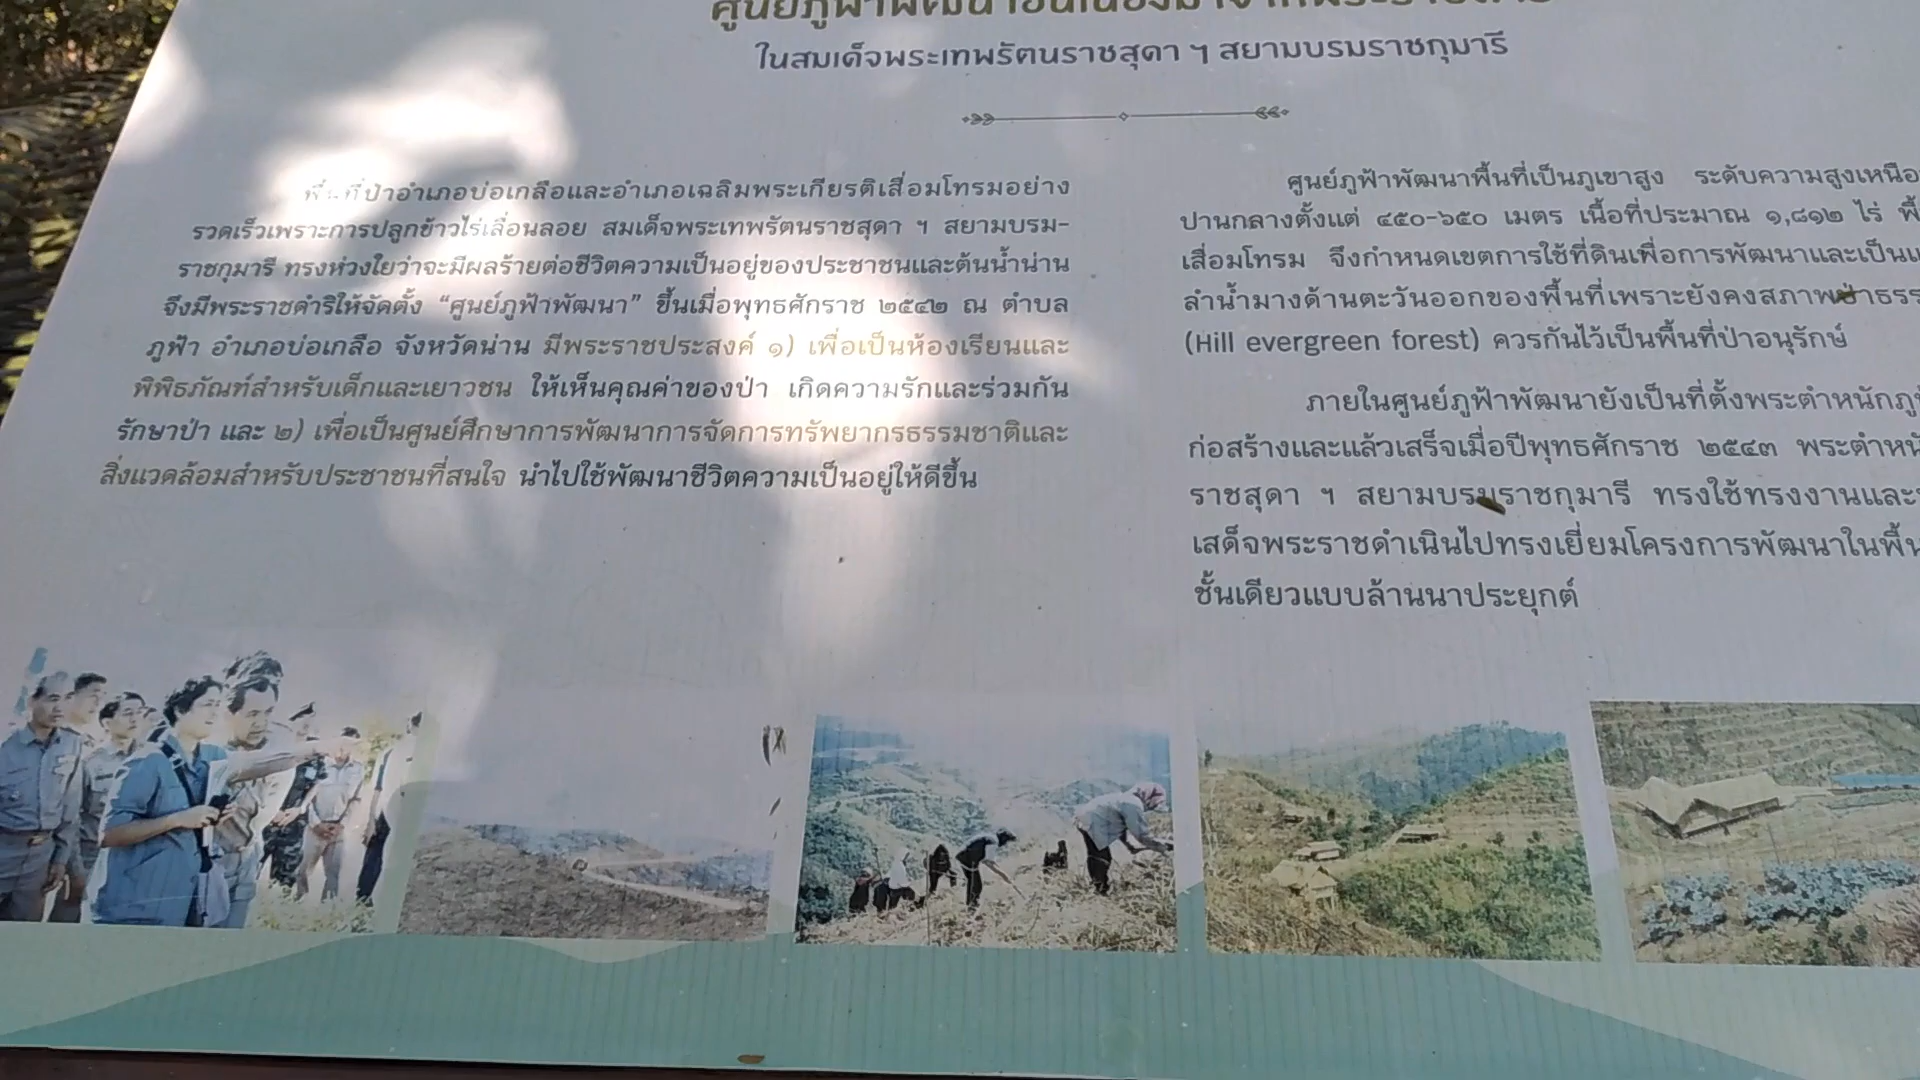 ศูนย์ภูฟ้าพัฒนาอันเนื่องมาจากพระราชดำริ
ในสมเด็จพระเทพรัตนราชสุดา ฯ สยามบรมราชกุมารี
พื้นที่ป่าอำเภอบ่อเกลือและอำเภอเฉลิมพระเกียรติเสื่อมโทรมอย่าง
รวดเร็วเพราะการปลูกข้าวไร่เลื่อนลอย สมเด็จพระเทพรัตนราชสุดา ฯ สยามบรม-
ราชกุมารี ทรงห่วงใยว่าจะมีผลร้ายต่อชีวิตความเป็นอยู่ของประชาชนและต้นน้ำน่าน
จึงมีพระราชดำริให้จัดตั้ง “ศูนย์ภูฟ้าพัฒนา” ขึ้นเมื่อพุทธศักราช ๒๕๔๒ ณ ตำบล
ภูฟ้า อำเภอบ่อเกลือ จังหวัดน่าน มีพระราชประสงค์ ๑) เพื่อเป็นห้องเรียนและ
พิพิธภัณฑ์สำหรับเด็กและเยาวชน ให้เห็นคุณค่าของป่า เกิดความรักและร่วมกัน
รักษาป่า และ ๒) เพื่อเป็นศูนย์ศึกษาการพัฒนาการจัดการทรัพยากรธรรมชาติและ
สิ่งแวดล้อมสำหรับประชาชนที่สนใจ นำไปใช้พัฒนาชีวิตความเป็นอยู่ให้ดีขึ้น
ศูนย์ภูฟ้าพัฒนาพื้นที่เป็นภูเขาสูง ระดับความสูงเหนือ
ปานกลางตั้งแต่ ๔๕๐-๖๕๐ เมตร เนื้อที่ประมาณ ๑,๘๑๒ ไร่
เสื่อมโทรม จึงกำหนดเขตการใช้ที่ดินเพื่อการพัฒนาและเป็น
ลำน้ำมางด้านตะวันออกของพื้นที่เพราะยังคงสภาพป่าธรร
(Hill evergreen forest) ควรกันไว้เป็นพื้นที่ป่าอนุรักษ์
ภายในศูนย์ภูฟ้าพัฒนายังเป็นที่ตั้งพระตำหนักภู
ก่อสร้างและแล้วเสร็จเมื่อปีพุทธศักราช ๒๕๔๓ พระตำหนั
ราชสุดา ฯ สยามบรมราชกุมารี ทรงใช้ทรงงานและ
เสด็จพระราชดำเนินไปทรงเยี่ยมโครงการพัฒนาในพื้น
ชั้นเดียวแบบล้านนาประยุกต์